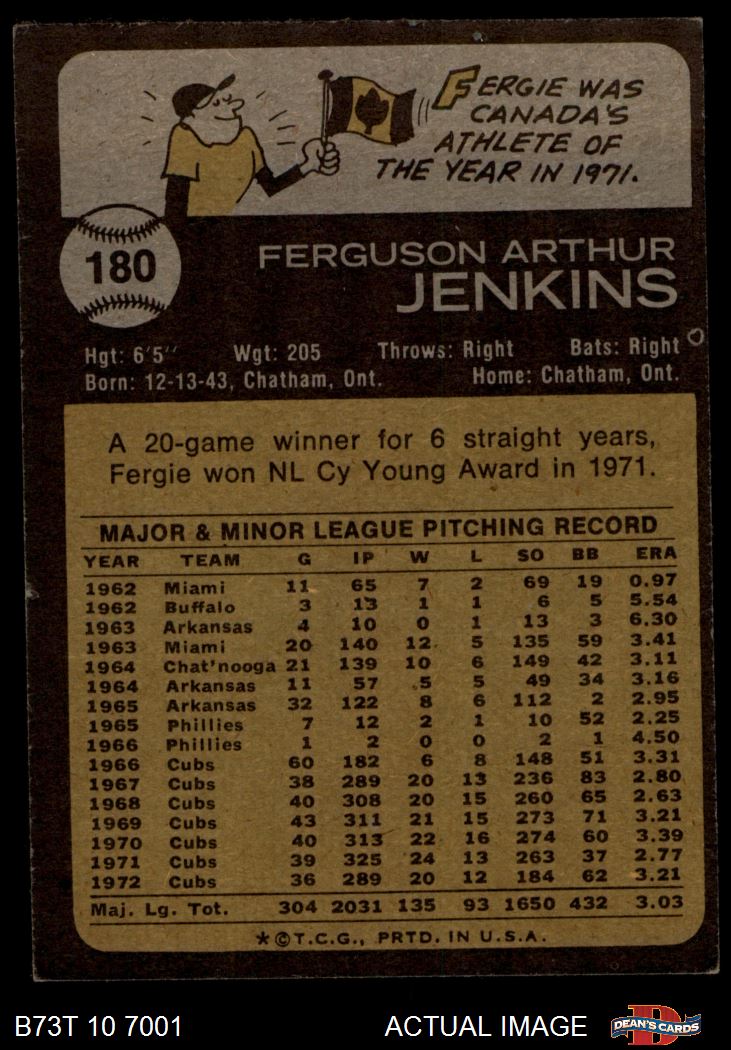 FERGIE WAS
CANADA'S
ATHLETE OF
THE YEAR IN 1971.
180
FERGUSON ARTHUR
JENKINS
Hgt: 6'5'' Wgt: 205 Throws: Right Bats: Right
Born: 12-13-43, Chatham, Ont. Home: Chatham, Ont.
A 20-game winner for 6 straight years,
Fergie won NL Cy Young Award in 1971.
MAJOR & MINOR LEAGUE PITCHING RECORD
YEAR TEAM G IP W L SO BB ERA
1962 Miami 11 65 7 2 69 19 0.97
1962 Buffalo 3 13 1 1 6 5 5.54
1963 Arkansas 4 10 0 1 13 3 6.30
1963 Miami 20 140 12 5 135 59 3.41
1964 Chat'nooga 21 139 10 6 149 42 3.11
1964 Arkansas 11 57 5 5 49 34 3.16
1965 Arkansas 32 122 8 6 112 2 2.95
1965 Phillies 7 12 2 1 10 52 2.25
1966 Phillies 1 2 0 0 2 1 4.50
1966 Cubs 60 182 6 8 148 51 3.31
1967 Cubs 38 289 20 13 236 83 2.80
1968 Cubs 40 308 20 15 260 65 2.63
1969 Cubs 43 311 21 15 273 71 3.21
1970 Cubs 40 313 22 16 274 60 3.39
1971 Cubs 39 325 24 13 263 37 2.77
1972 Cubs 36 289 20 12 184 62 3.21
Maj. Lg. Tot. 304 2031 135 93 1650 432 3.03
*©T.C.G., PRTD. IN U.S.A.
B73T 10 7001 ACTUAL IMAGE D DEAN'S CARDS